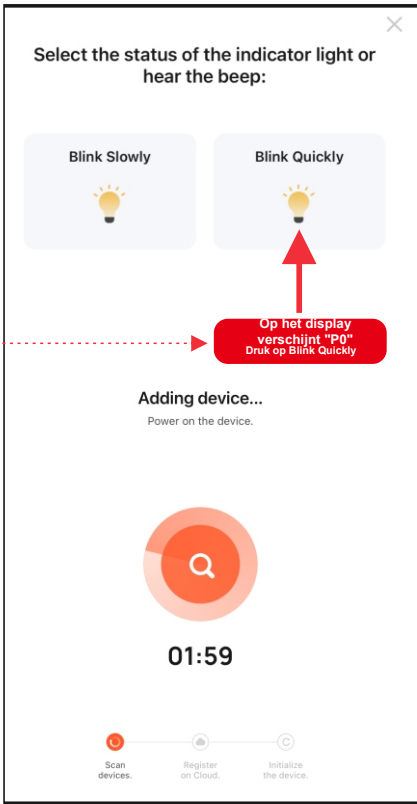 Select the status of the indicator light or
hear the beep:
Blink Slowly
Blink Quickly
Op het display
verschijnt "P0"
Druk op Blink Quickly
Adding device...
Power on the device.
01:59
Scan
devices.
Register
on Cloud.
Initialize
the device.